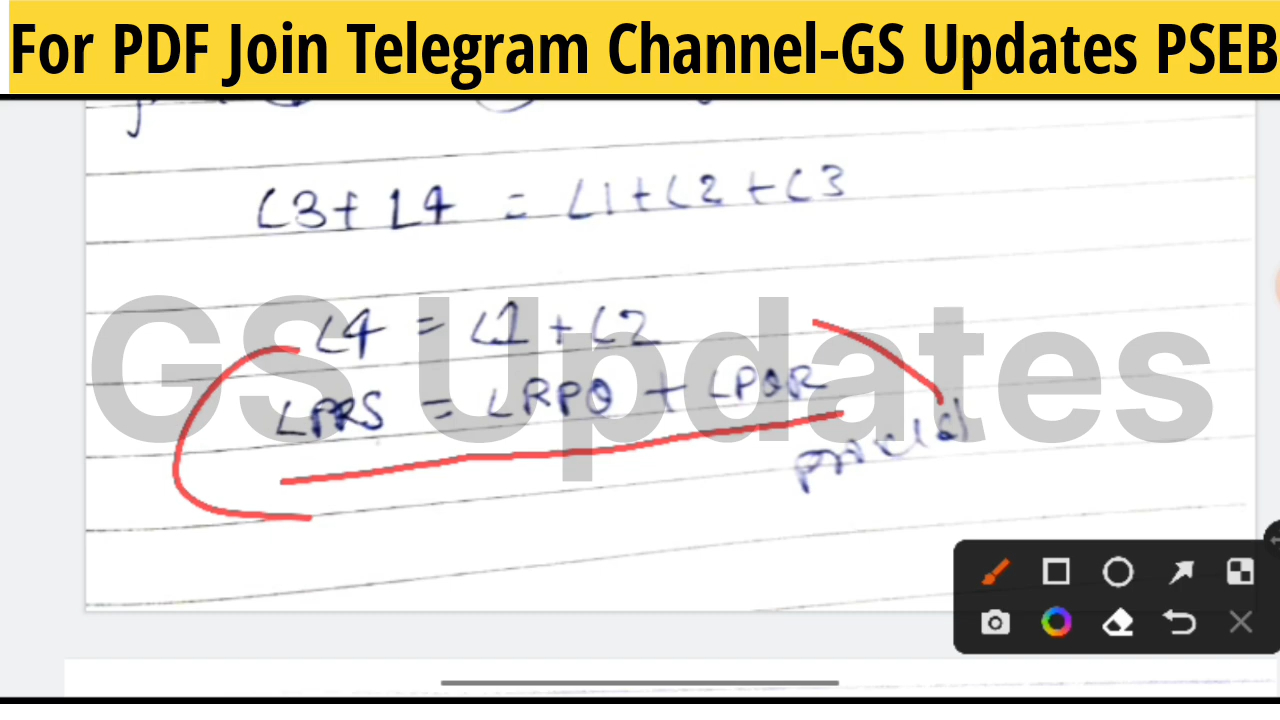 For PDF Join Telegram Channel-GS Updates PSEB
∠3+ ∠4 = ∠1+∠2+∠3
GS Updates
∠4 = ∠1 + ∠2
∠PRS = ∠RPQ + ∠PQR